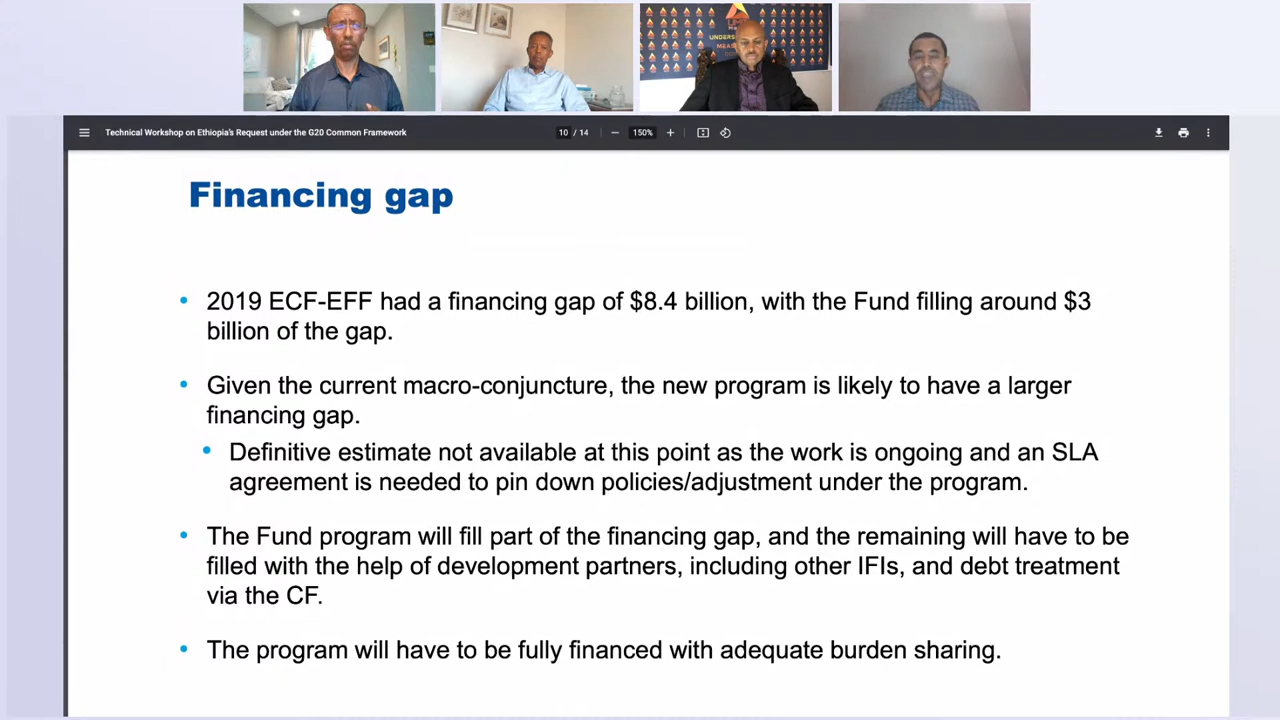 UNDERS
MEAS
Technical Workshop on Ethiopia's Request under the G20 Common Framework
10 / 14
150%
Financing gap
• 2019 ECF-EFF had a financing gap of $8.4 billion, with the Fund filling around $3
billion of the gap.
• Given the current macro-conjuncture, the new program is likely to have a larger
financing gap.
• Definitive estimate not available at this point as the work is ongoing and an SLA
agreement is needed to pin down policies/adjustment under the program.
• The Fund program will fill part of the financing gap, and the remaining will have to be
filled with the help of development partners, including other IFIs, and debt treatment
via the CF.
• The program will have to be fully financed with adequate burden sharing.